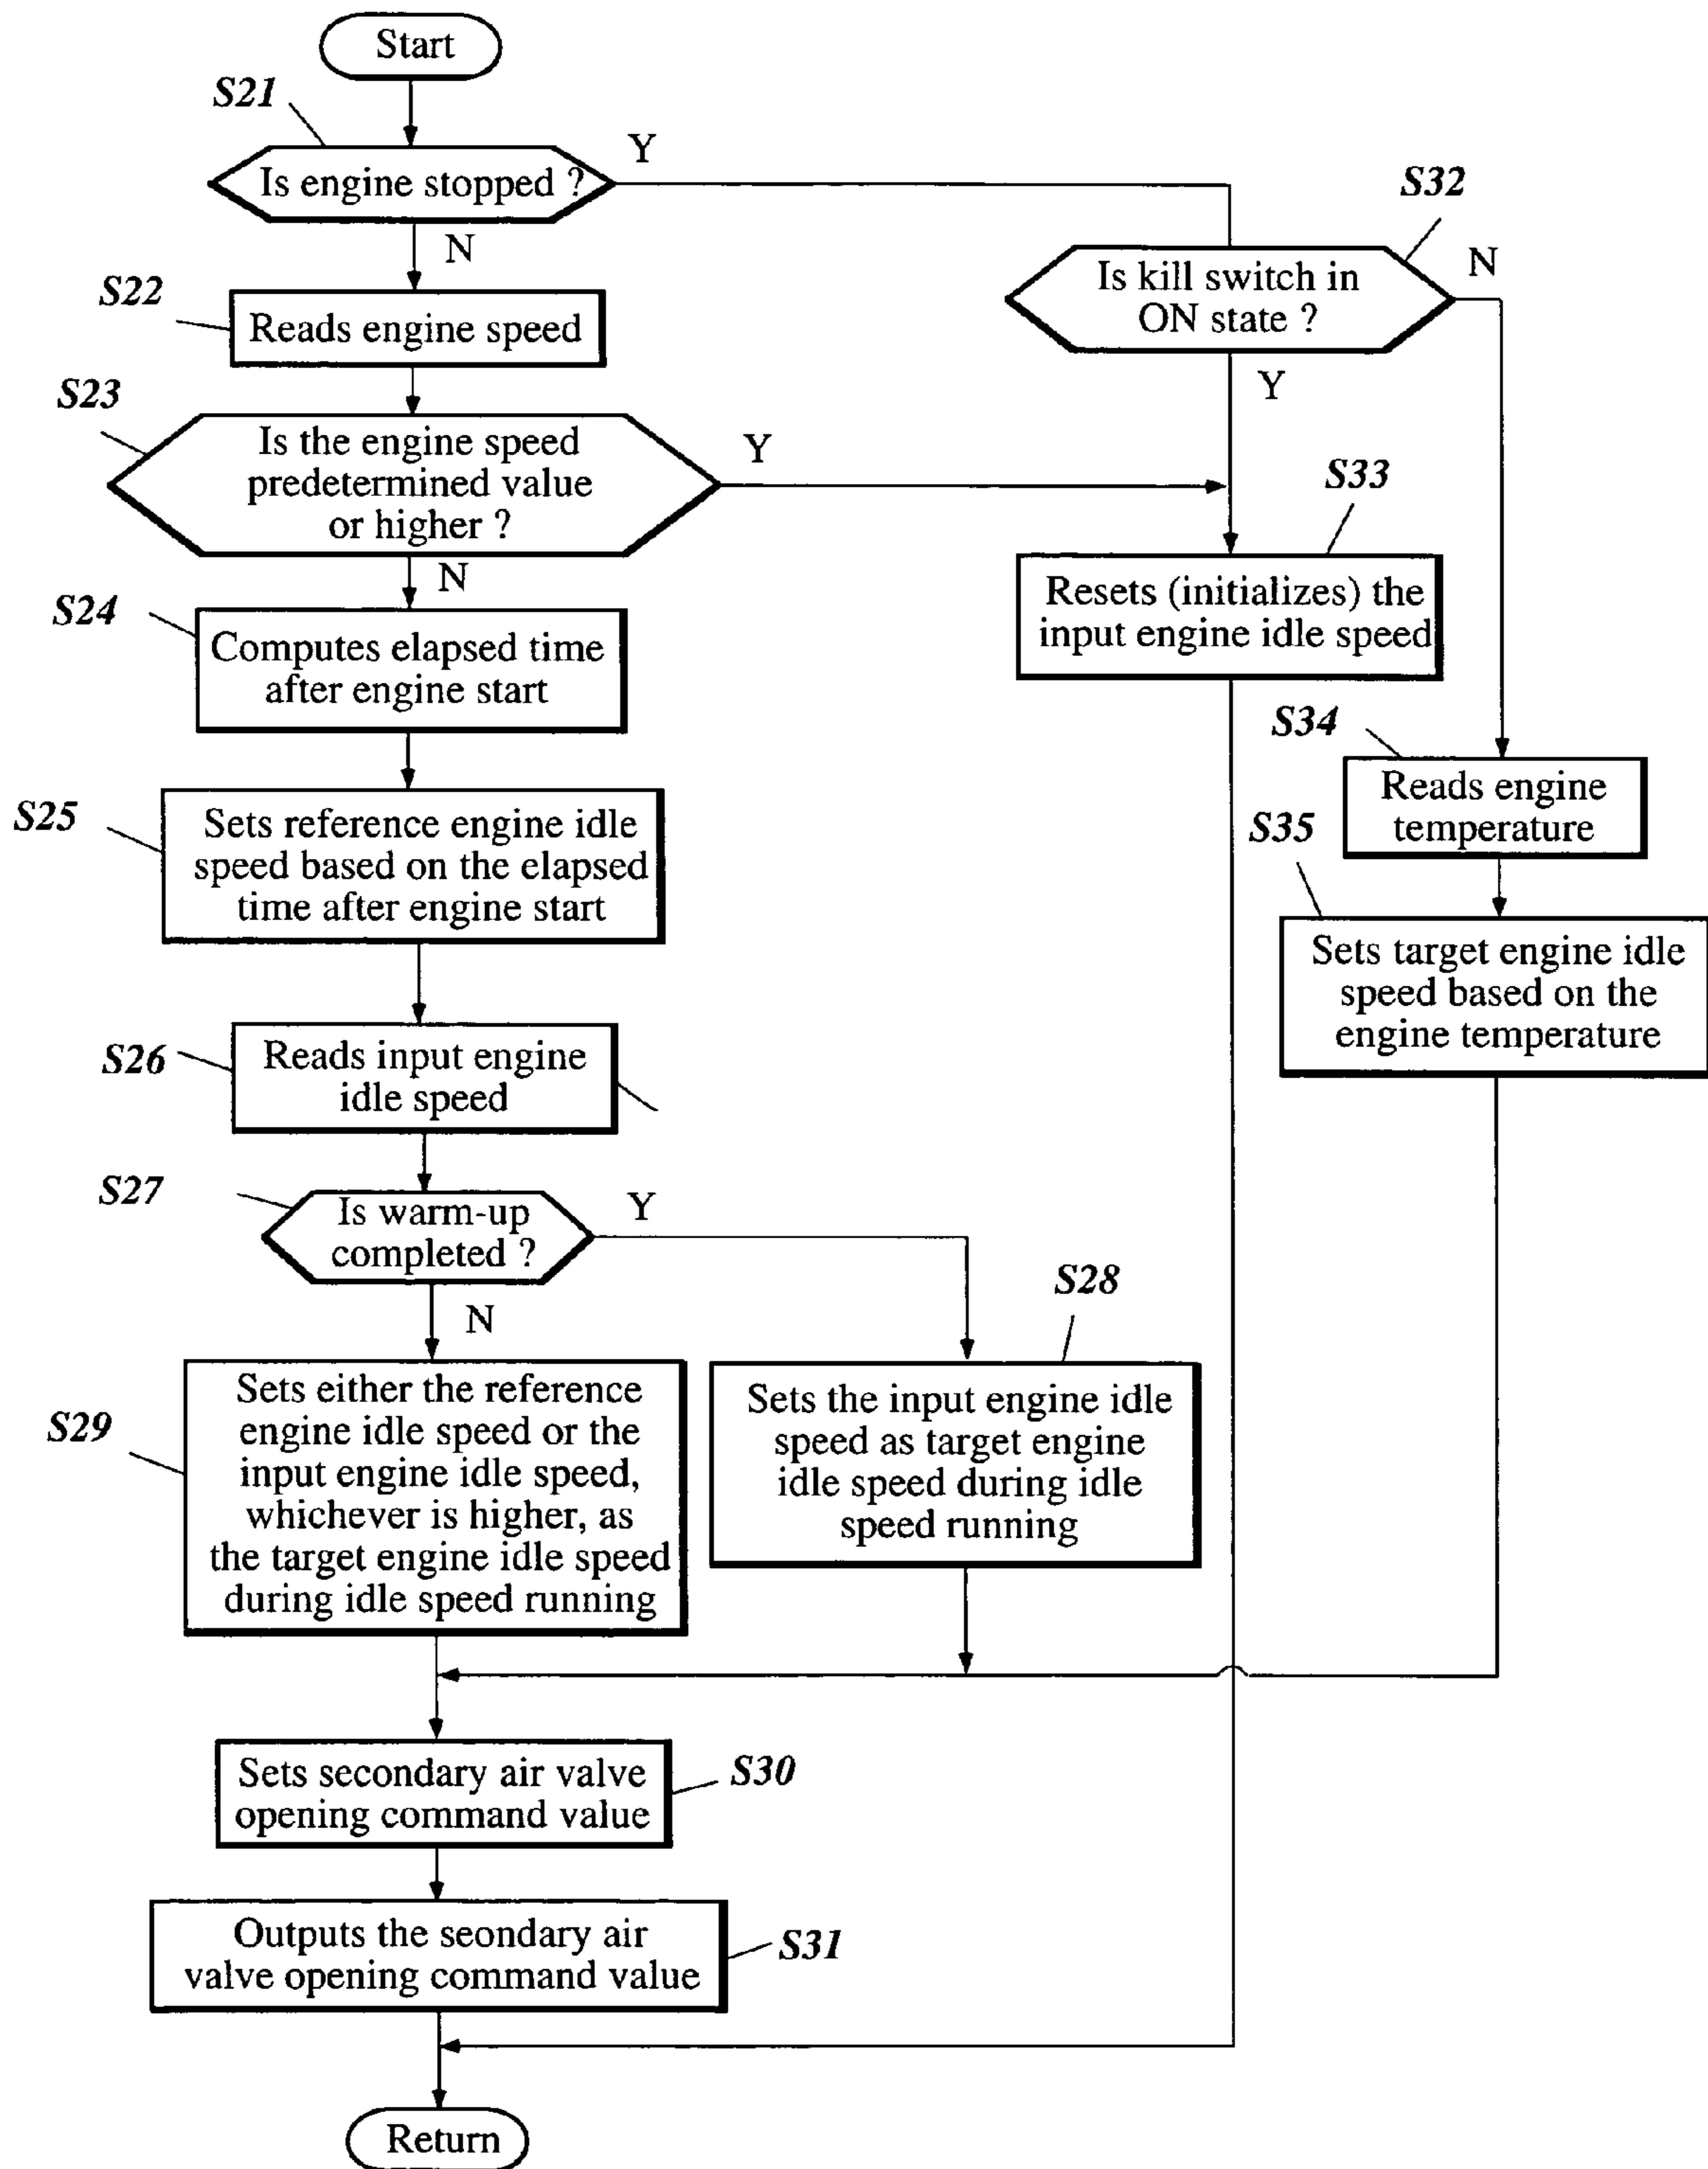 Start
S21
Is engine stopped ?
Y
N
S22
Reads engine speed
S23
Is the engine speed
predetermined value
or higher ?
Y
N
S24
Computes elapsed time
after engine start
S25
Sets reference engine idle
speed based on the elapsed
time after engine start
S26
Reads input engine
idle speed
S27
Is warm-up
completed ?
Y
N
S28
Sets the input engine idle
speed as target engine
idle speed during idle
speed running
S29
Sets either the reference
engine idle speed or the
input engine idle speed,
whichever is higher, as
the target engine idle speed
during idle speed running
S30
Sets secondary air valve
opening command value
S31
Outputs the seondary air
valve opening command value
Return
S32
Is kill switch in
ON state ?
N
Y
S33
Resets (initializes) the
input engine idle speed
S34
Reads engine
temperature
S35
Sets target engine idle
speed based on the
engine temperature